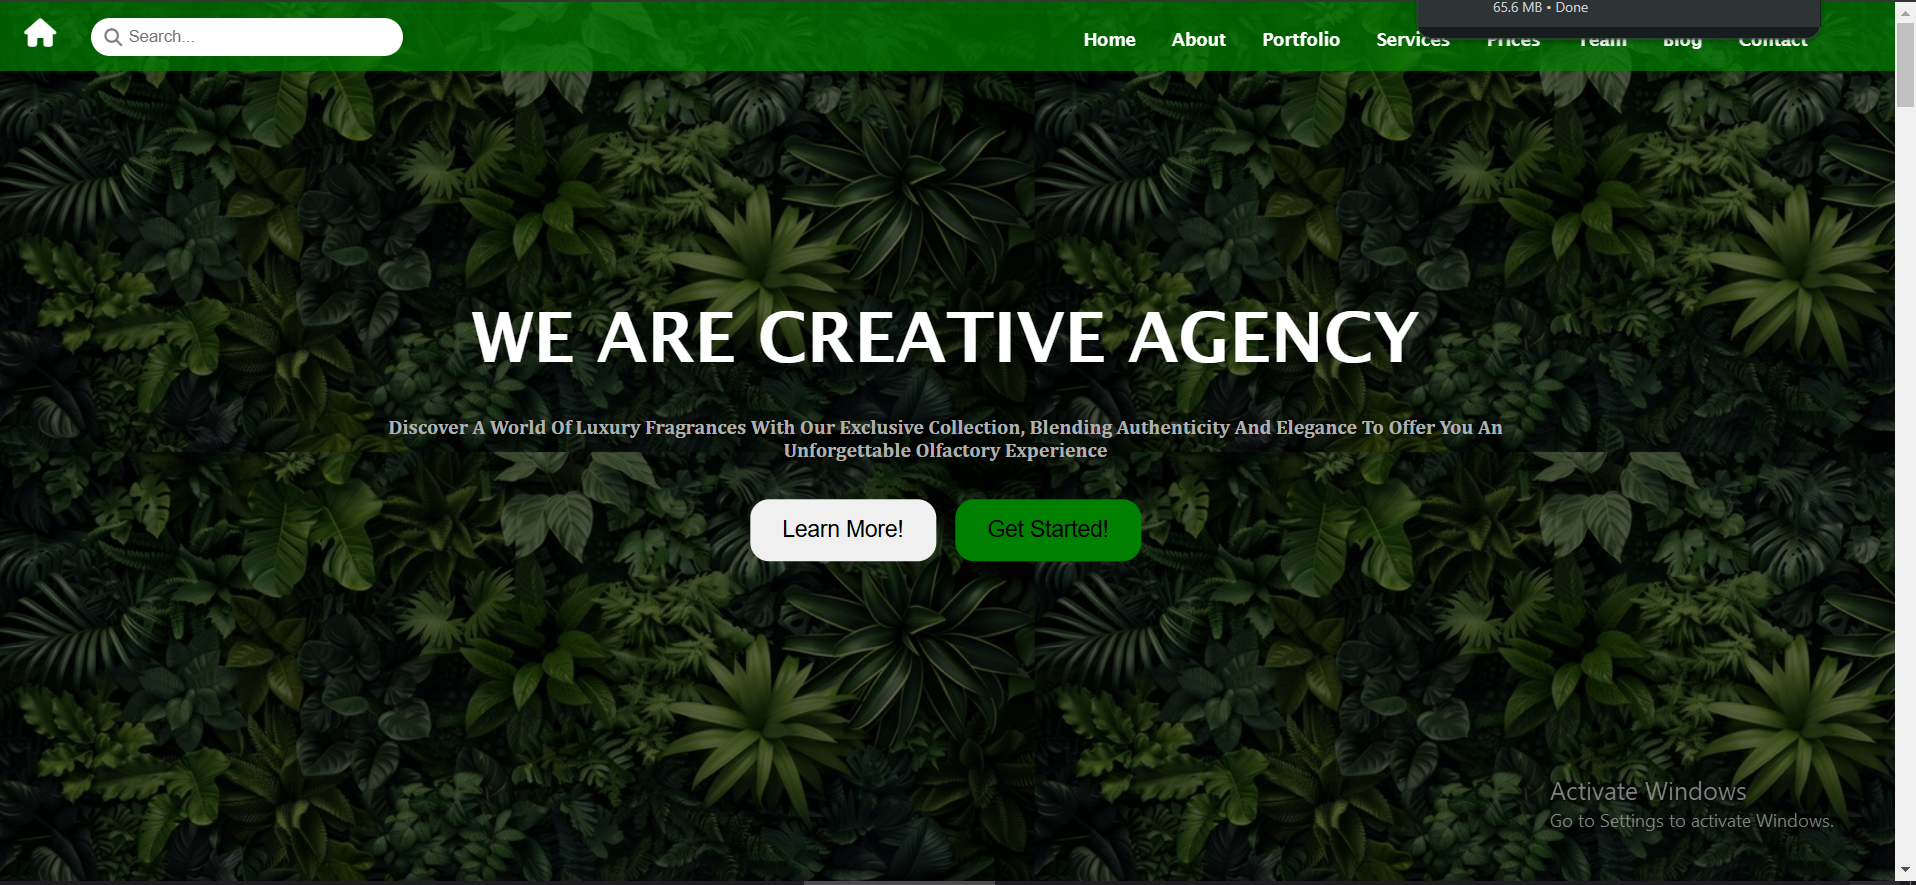 65.6 MB • Done
Search...
Home About Portfolio Services Prices Team Blog Contact
WE ARE CREATIVE AGENCY
Discover A World Of Luxury Fragrances With Our Exclusive Collection, Blending Authenticity And Elegance To Offer You An
Unforgettable Olfactory Experience
Learn More! Get Started!
Activate Windows
Go to Settings to activate Windows.